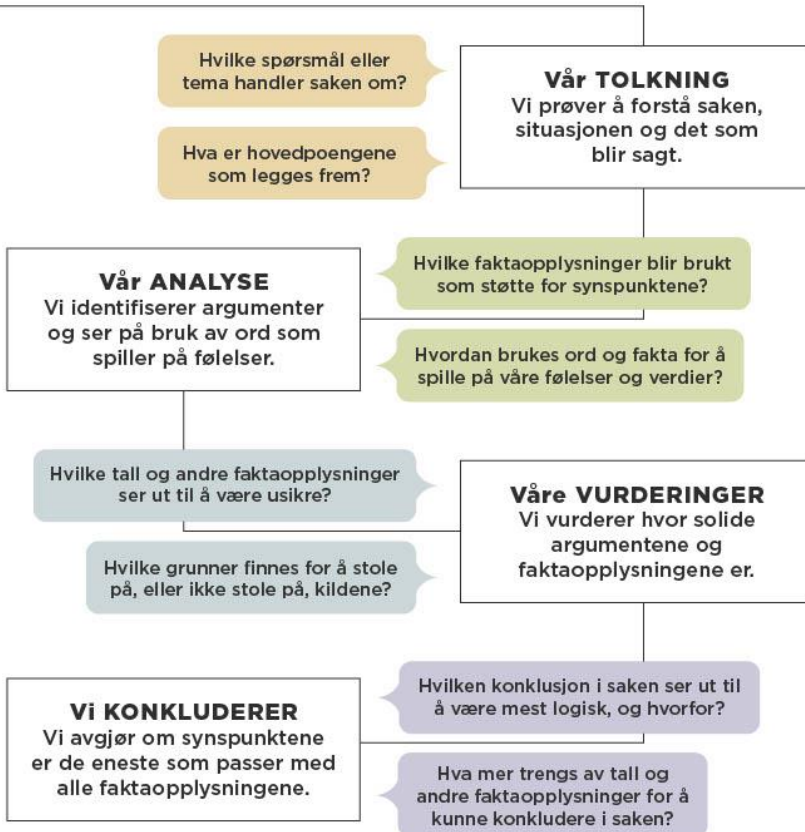 Hvilke spørsmål eller
tema handler saken om?
Hva er hovedpoengene
som legges frem?
Vår TOLKNING
Vi prøver å forstå saken,
situasjonen og det som
blir sagt.
Vår ANALYSE
Vi identifiserer argumenter
og ser på bruk av ord som
spiller på følelser.
Hvilke faktaopplysninger blir brukt
som støtte for synspunktene?
Hvordan brukes ord og fakta for å
spille på våre følelser og verdier?
Hvilke tall og andre faktaopplysninger
ser ut til å være usikre?
Hvilke grunner finnes for å stole
på, eller ikke stole på, kildene?
Våre VURDERINGER
Vi vurderer hvor solide
argumentene og
faktaopplysningene er.
Vi KONKLUDERER
Vi avgjør om synspunktene
er de eneste som passer med
alle faktaopplysningene.
Hvilken konklusjon i saken ser ut til
å være mest logisk, og hvorfor?
Hva mer trengs av tall og
andre faktaopplysninger for å
kunne konkludere i saken?